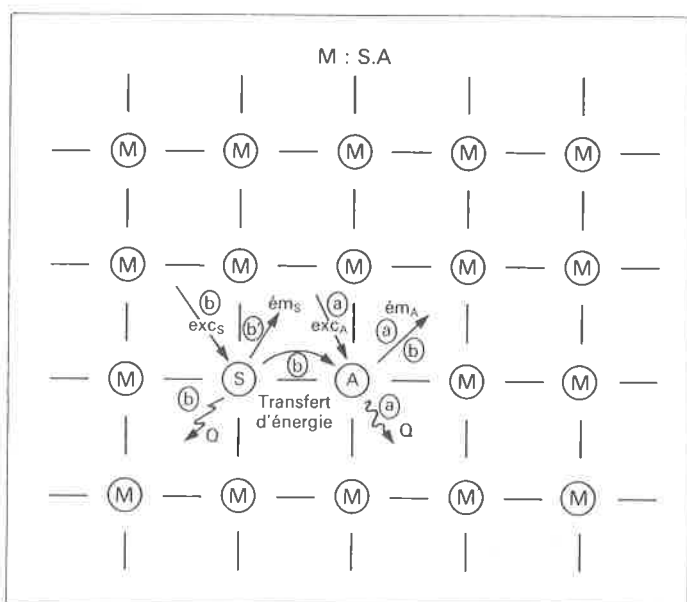 M : S.A
M M M M M
M M M M M
b b' ém_S a exc_A ém_A a b
exc_S
M S b A M M
b Transfert a
Q d'énergie Q
M M M M M